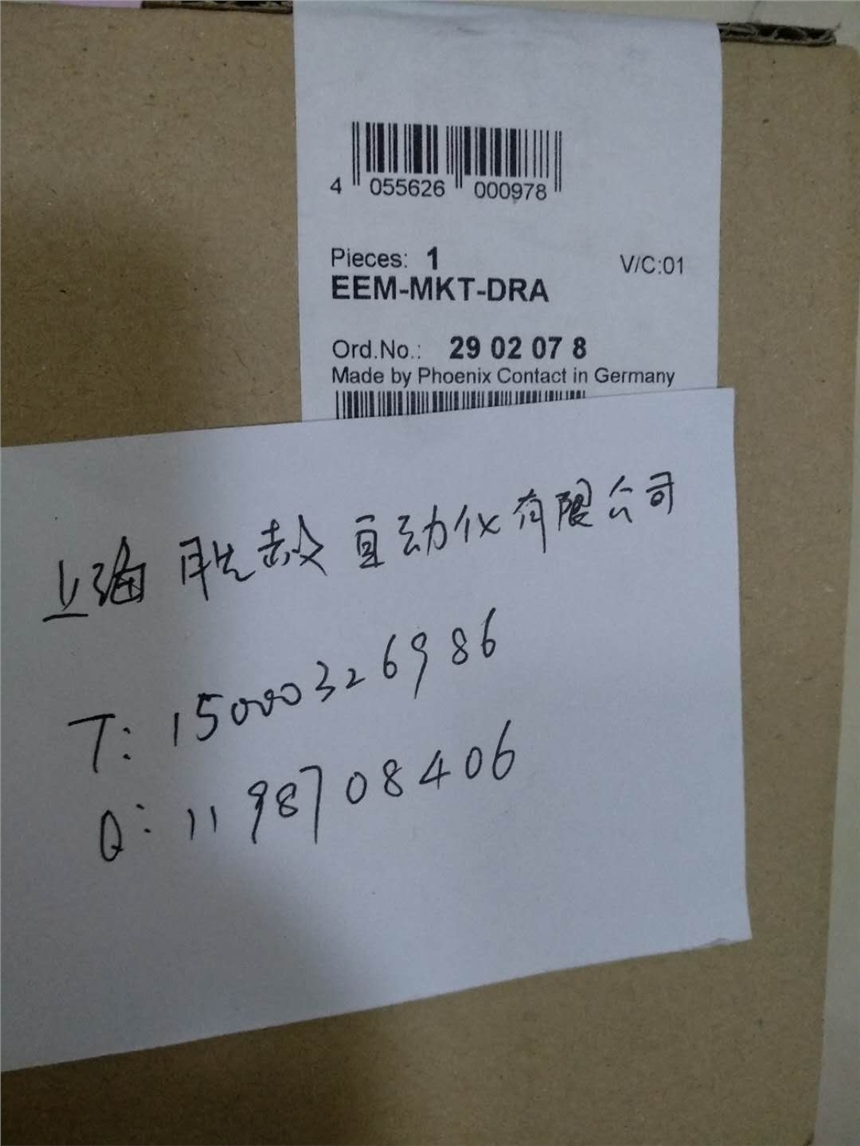 4 055626 000978
Pieces: 1 V/C:01
EEM-MKT-DRA
Ord.No.: 29 02 07 8
Made by Phoenix Contact in Germany
上海 自动仪有限公司
T: 15000326986
Q: 1198708406